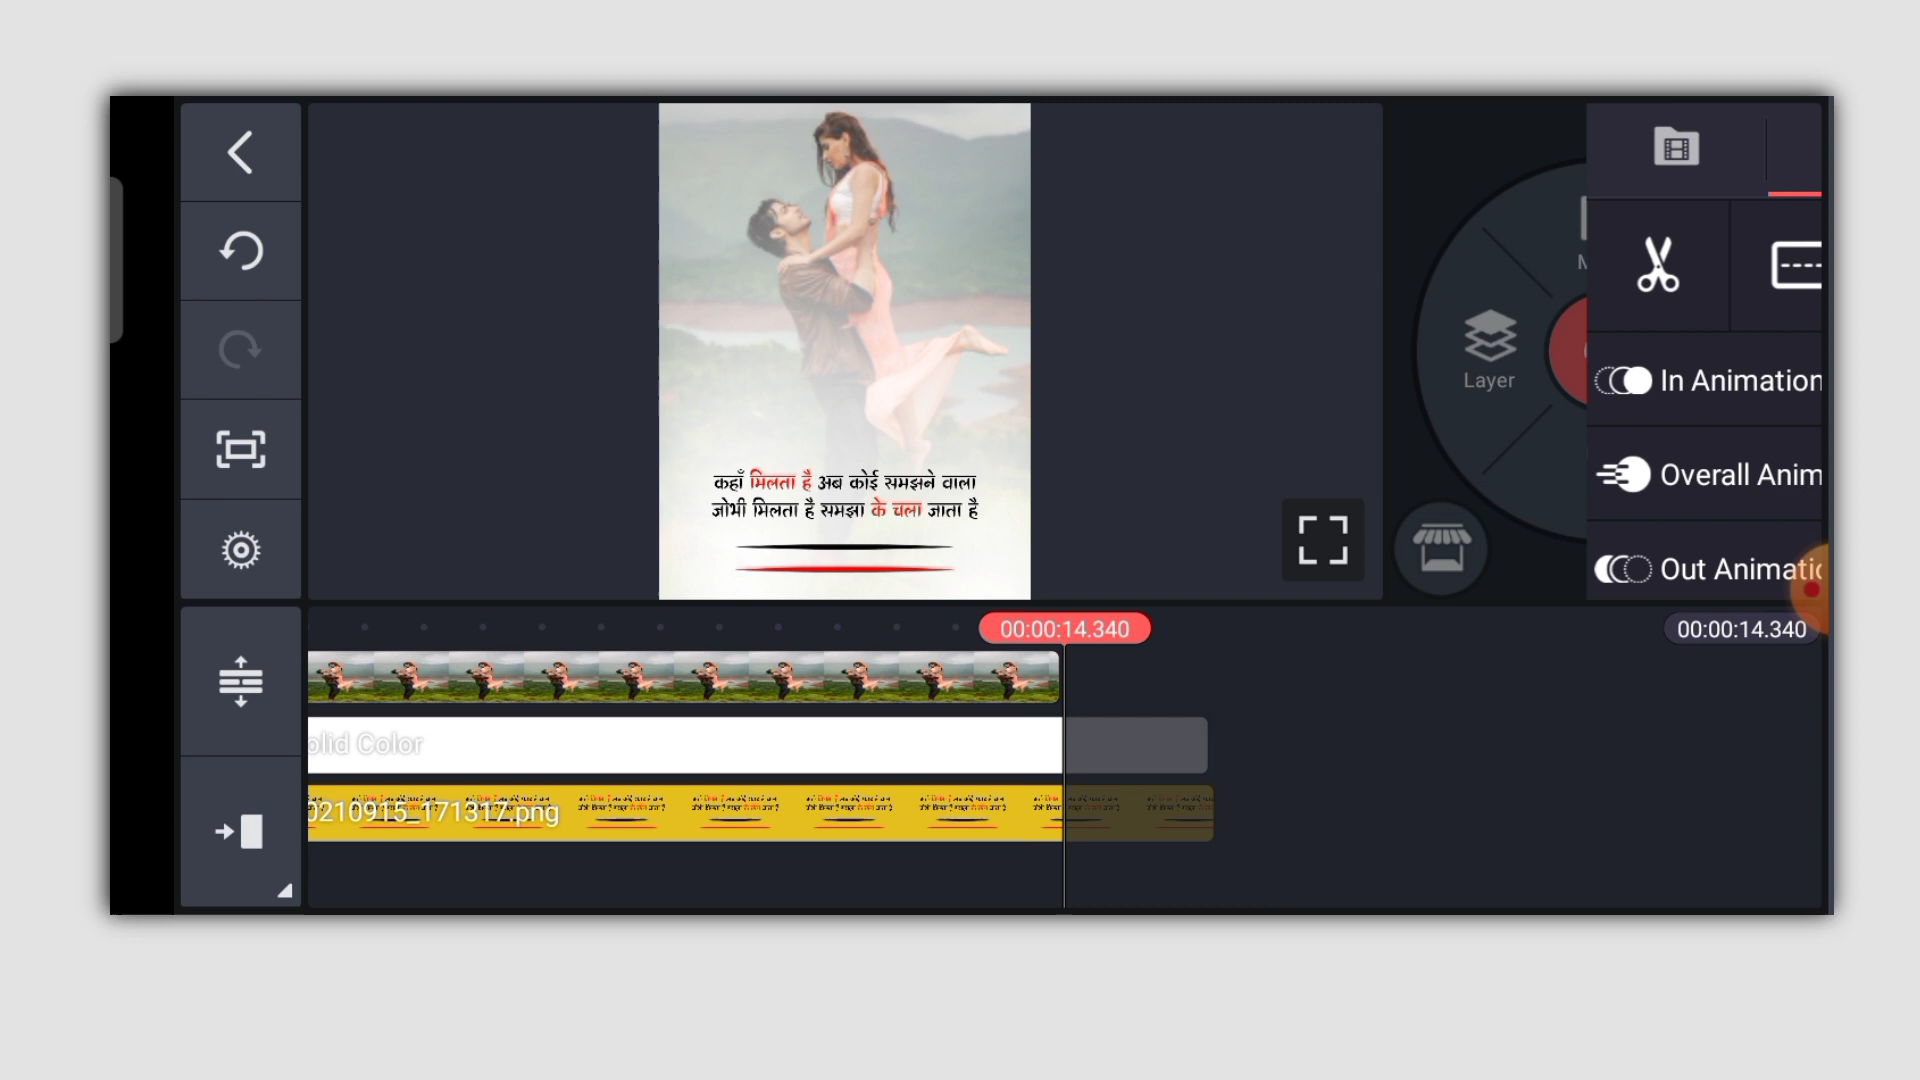 कहाँ मिलता है अब कोई समझने वाला
जोभी मिलता है समझा के चला जाता है
Layer
In Animation
Overall Anim
Out Animatic
00:00:14.340
00:00:14.340
olid Color
0210915_171317.png